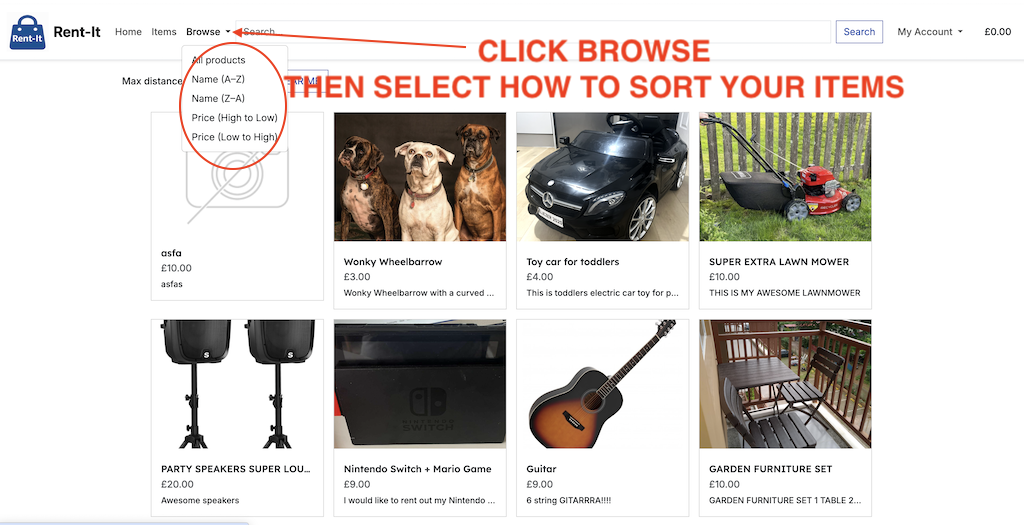 Rent-It
Rent-It Home Items Browse Search Search My Account £0.00
CLICK BROWSE
THEN SELECT HOW TO SORT YOUR ITEMS
All products
Max distance
Name (A–Z)
Name (Z–A)
Price (High to Low)
Price (Low to High)
asfa
£10.00
asfas
Wonky Wheelbarrow
£3.00
Wonky Wheelbarrow with a curved ...
Toy car for toddlers
£4.00
This is toddlers electric car toy for p...
SUPER EXTRA LAWN MOWER
£10.00
THIS IS MY AWESOME LAWNMOWER
S
S
PARTY SPEAKERS SUPER LOU...
£20.00
Awesome speakers
NINTENDO
SWITCH
Nintendo Switch + Mario Game
£9.00
I would like to rent out my Nintendo ...
Guitar
£9.00
6 string GITARRRA!!!!
GARDEN FURNITURE SET
£10.00
GARDEN FURNITURE SET 1 TABLE 2...